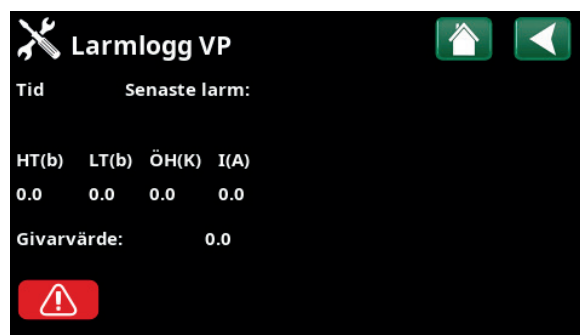 Larmlogg VP
Tid Senaste larm:
HT(b) LT(b) ÖH(K) I(A)
0.0 0.0 0.0 0.0
Givarvärde: 0.0